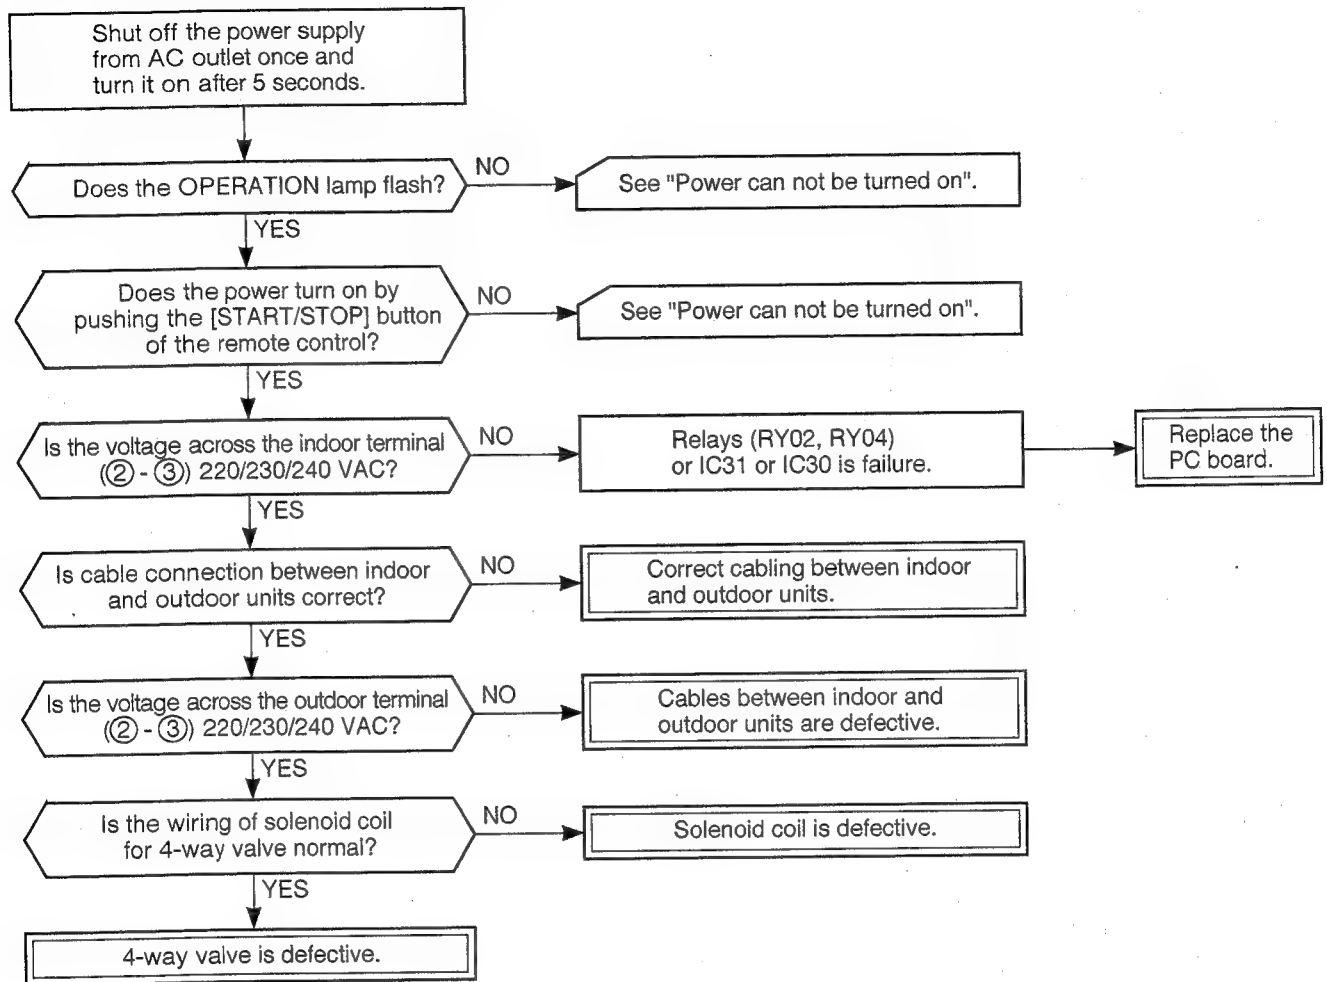 Shut off the power supply
from AC outlet once and
turn it on after 5 seconds.
Does the OPERATION lamp flash?
NO
See "Power can not be turned on".
YES
Does the power turn on by
pushing the [START/STOP] button
of the remote control?
NO
See "Power can not be turned on".
YES
Is the voltage across the indoor terminal
(② - ③) 220/230/240 VAC?
NO
Relays (RY02, RY04)
or IC31 or IC30 is failure.
Replace the
PC board.
YES
Is cable connection between indoor
and outdoor units correct?
NO
Correct cabling between indoor
and outdoor units.
YES
Is the voltage across the outdoor terminal
(② - ③) 220/230/240 VAC?
NO
Cables between indoor and
outdoor units are defective.
YES
Is the wiring of solenoid coil
for 4-way valve normal?
NO
Solenoid coil is defective.
YES
4-way valve is defective.